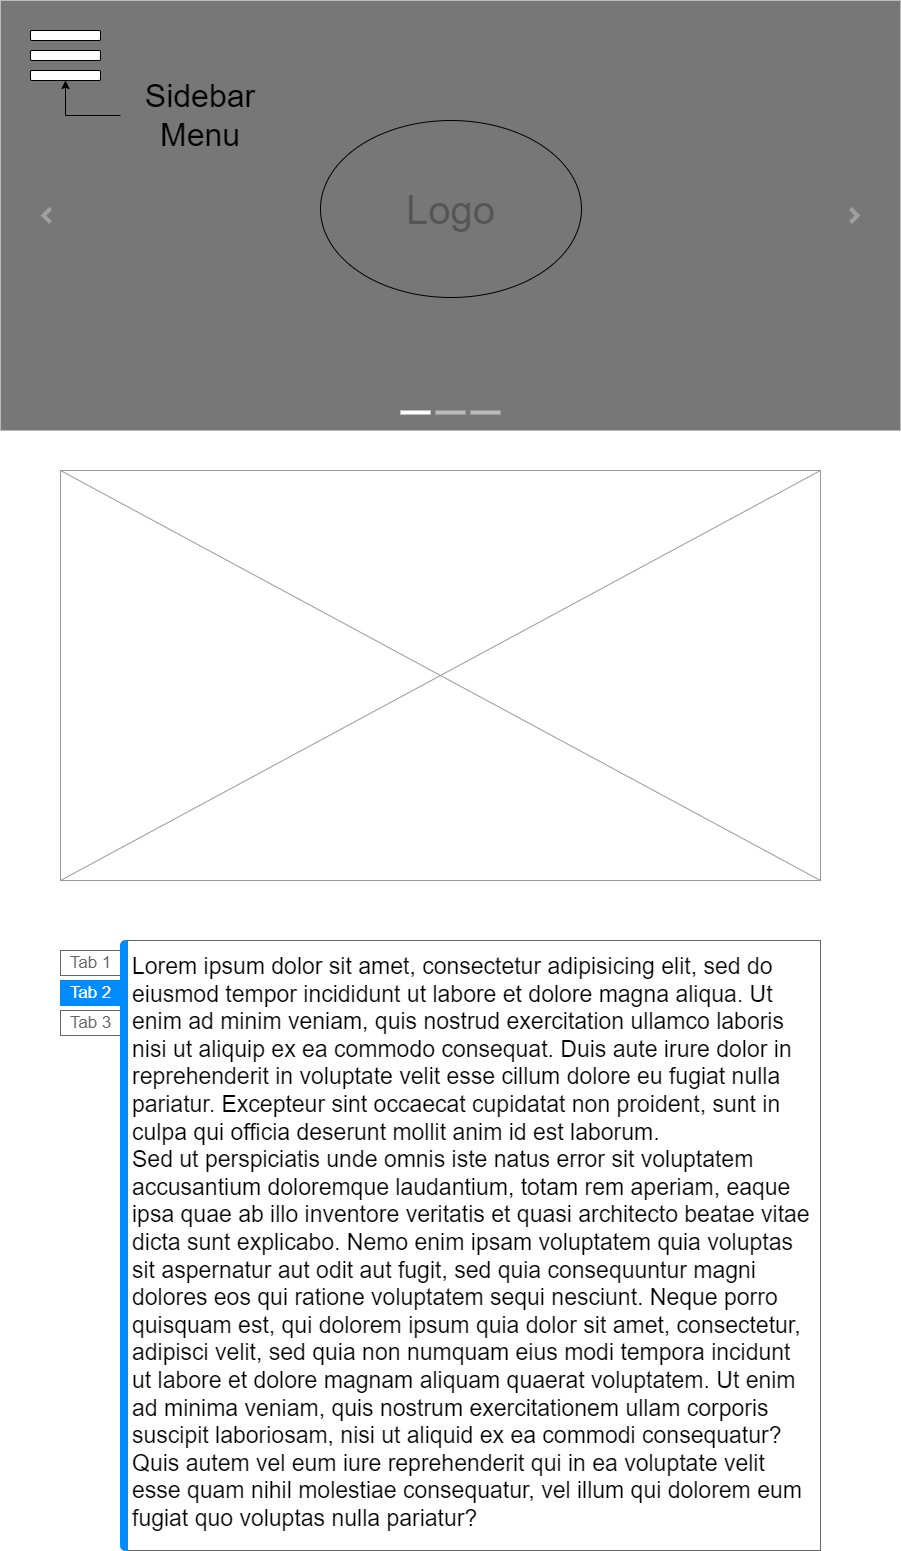 Sidebar
Menu
Logo
Tab 1
Tab 2
Tab 3
Lorem ipsum dolor sit amet, consectetur adipisicing elit, sed do
eiusmod tempor incididunt ut labore et dolore magna aliqua. Ut
enim ad minim veniam, quis nostrud exercitation ullamco laboris
nisi ut aliquip ex ea commodo consequat. Duis aute irure dolor in
reprehenderit in voluptate velit esse cillum dolore eu fugiat nulla
pariatur. Excepteur sint occaecat cupidatat non proident, sunt in
culpa qui officia deserunt mollit anim id est laborum.
Sed ut perspiciatis unde omnis iste natus error sit voluptatem
accusantium doloremque laudantium, totam rem aperiam, eaque
ipsa quae ab illo inventore veritatis et quasi architecto beatae vitae
dicta sunt explicabo. Nemo enim ipsam voluptatem quia voluptas
sit aspernatur aut odit aut fugit, sed quia consequuntur magni
dolores eos qui ratione voluptatem sequi nesciunt. Neque porro
quisquam est, qui dolorem ipsum quia dolor sit amet, consectetur,
adipisci velit, sed quia non numquam eius modi tempora incidunt
ut labore et dolore magnam aliquam quaerat voluptatem. Ut enim
ad minima veniam, quis nostrum exercitationem ullam corporis
suscipit laboriosam, nisi ut aliquid ex ea commodi consequatur?
Quis autem vel eum iure reprehenderit qui in ea voluptate velit
esse quam nihil molestiae consequatur, vel illum qui dolorem eum
fugiat quo voluptas nulla pariatur?